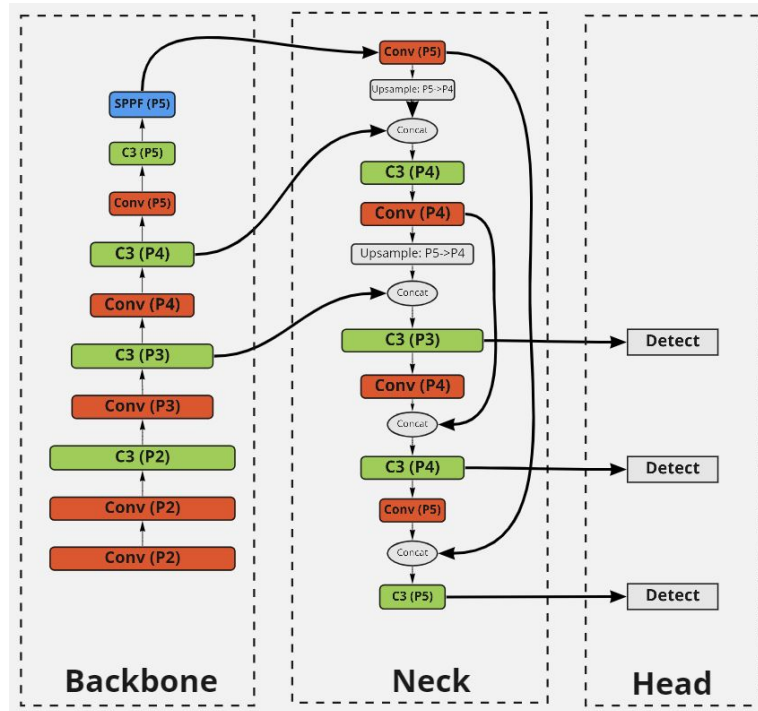 SPPF (P5)
C3 (P5)
Conv (P5)
C3 (P4)
Conv (P4)
C3 (P3)
Conv (P3)
C3 (P2)
Conv (P2)
Conv (P2)
Backbone
Conv (P5)
Upsample: P5->P4
Concat
C3 (P4)
Conv (P4)
Upsample: P5->P4
Concat
C3 (P3)
Conv (P4)
Concat
C3 (P4)
Conv (P5)
Concat
C3 (P5)
Neck
Detect
Detect
Detect
Head